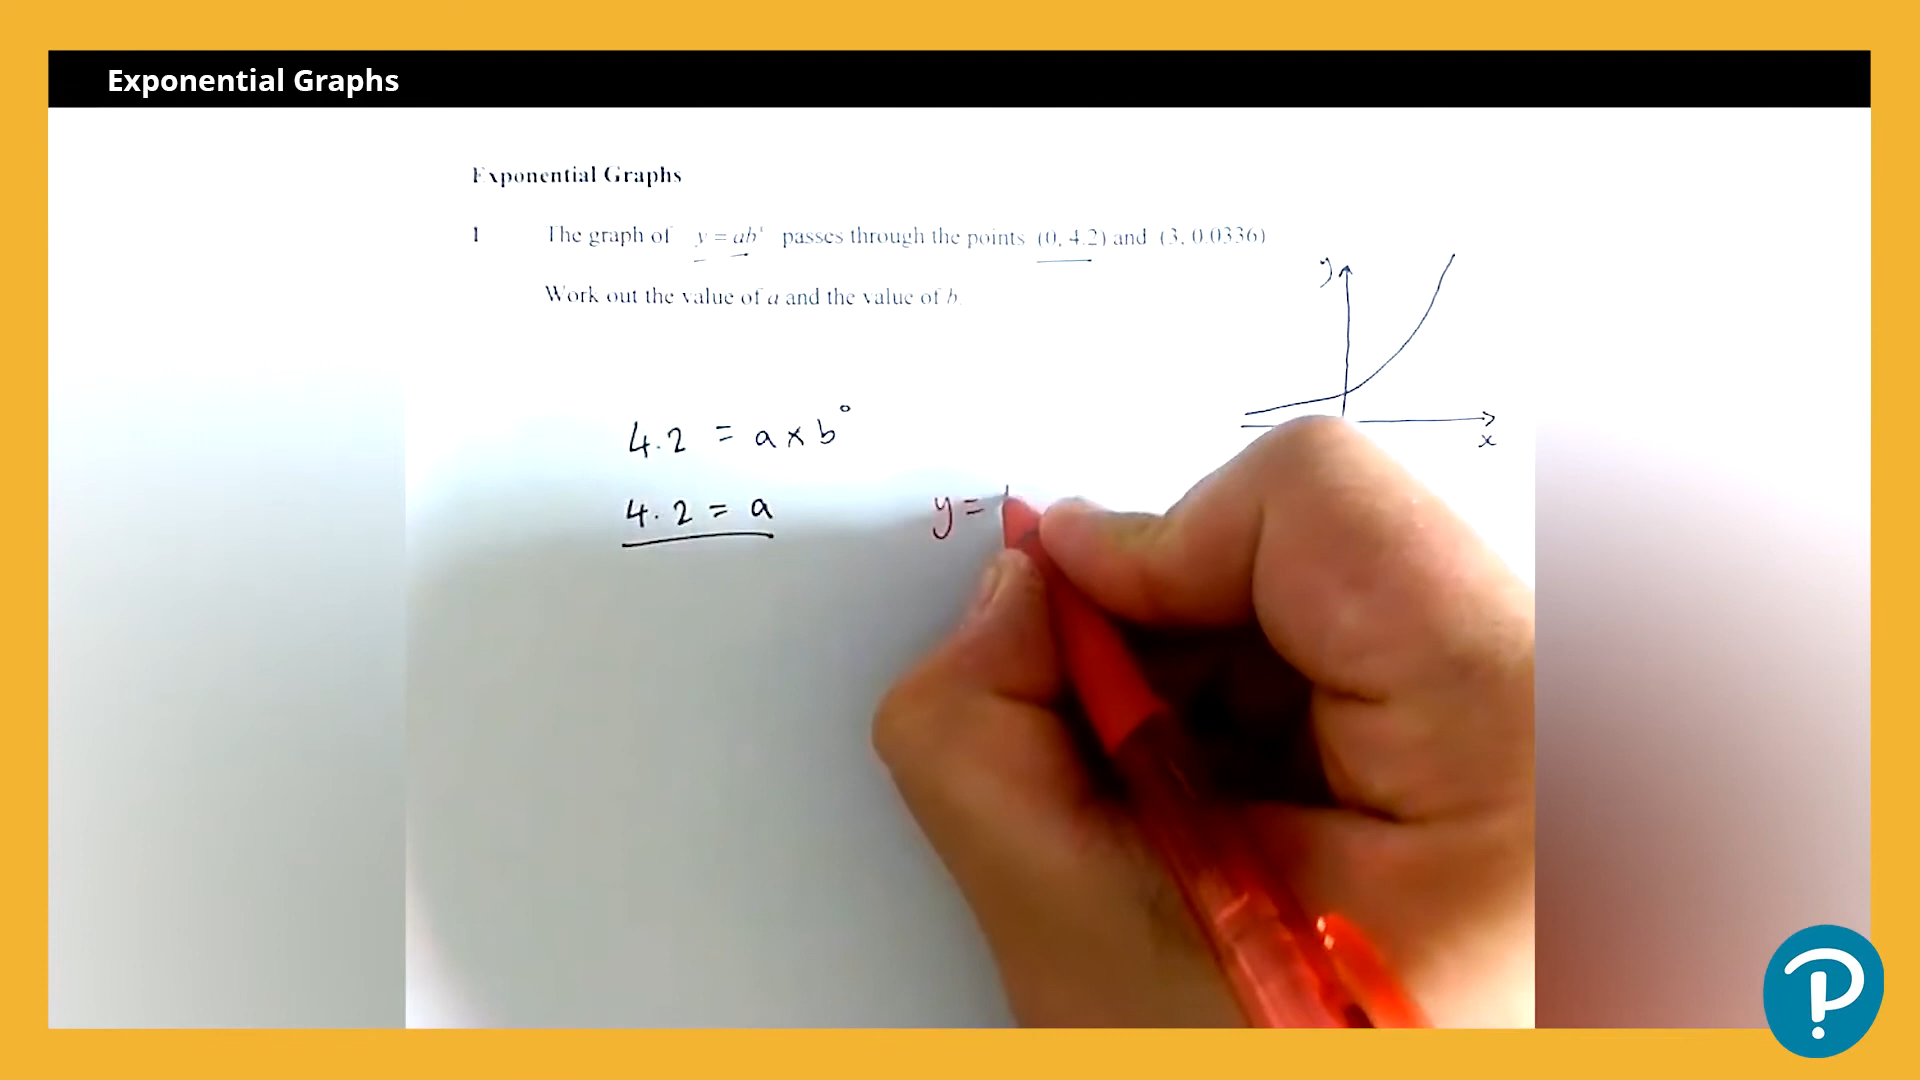 Exponential Graphs
Exponential Graphs
1 The graph of y = abˣ passes through the points (0, 4.2) and (3, 0.0336)
Work out the value of a and the value of b.
y
x
4.2 = a × b⁰
4.2 = a
y =
P